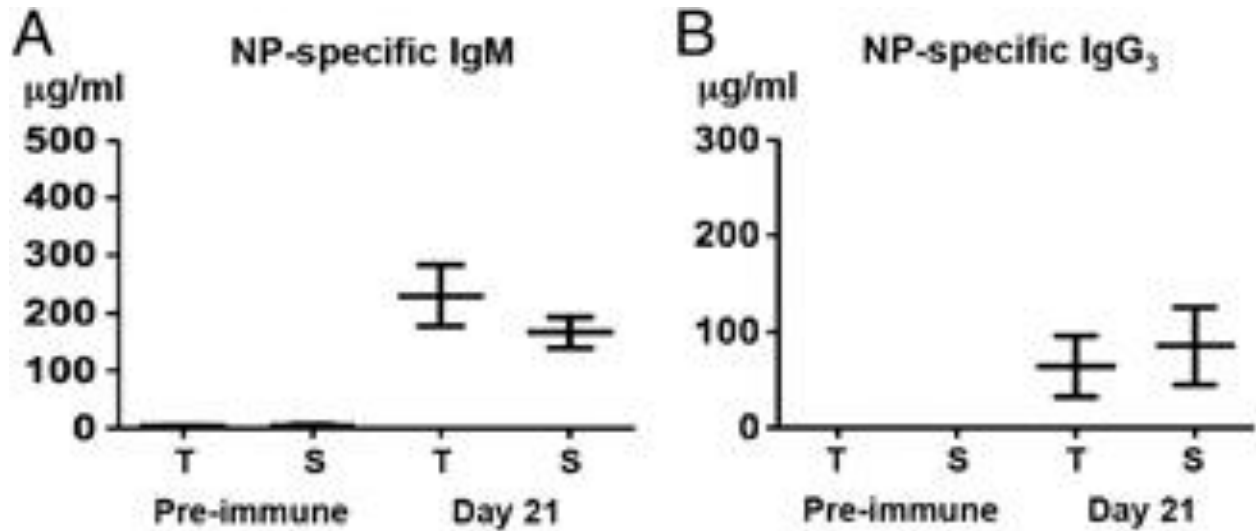 A
NP-specific IgM
μg/ml
500
400
300
200
100
0
T S T S
Pre-immune Day 21
B
NP-specific IgG₃
μg/ml
300
200
100
0
T S T S
Pre-immune Day 21